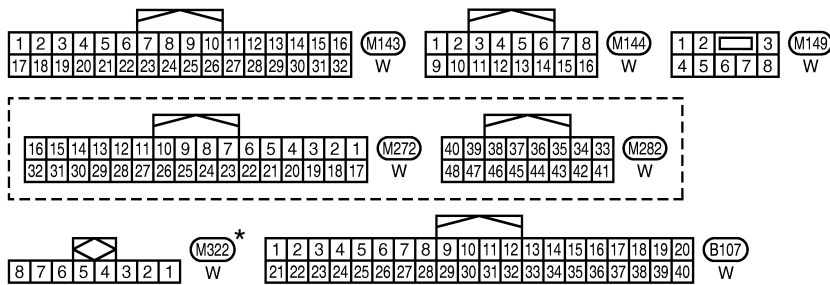 1 2 3 4 5 6 7 8 9 10 11 12 13 14 15 16
17 18 19 20 21 22 23 24 25 26 27 28 29 30 31 32
M143
W
1 2 3 4 5 6 7 8
9 10 11 12 13 14 15 16
M144
W
1 2 3
4 5 6 7 8
M149
W
16 15 14 13 12 11 10 9 8 7 6 5 4 3 2 1
32 31 30 29 28 27 26 25 24 23 22 21 20 19 18 17
M272
W
40 39 38 37 36 35 34 33
48 47 46 45 44 43 42 41
M282
W
8 7 6 5 4 3 2 1
M322 *
W
1 2 3 4 5 6 7 8 9 10 11 12 13 14 15 16 17 18 19 20
21 22 23 24 25 26 27 28 29 30 31 32 33 34 35 36 37 38 39 40
B107
W